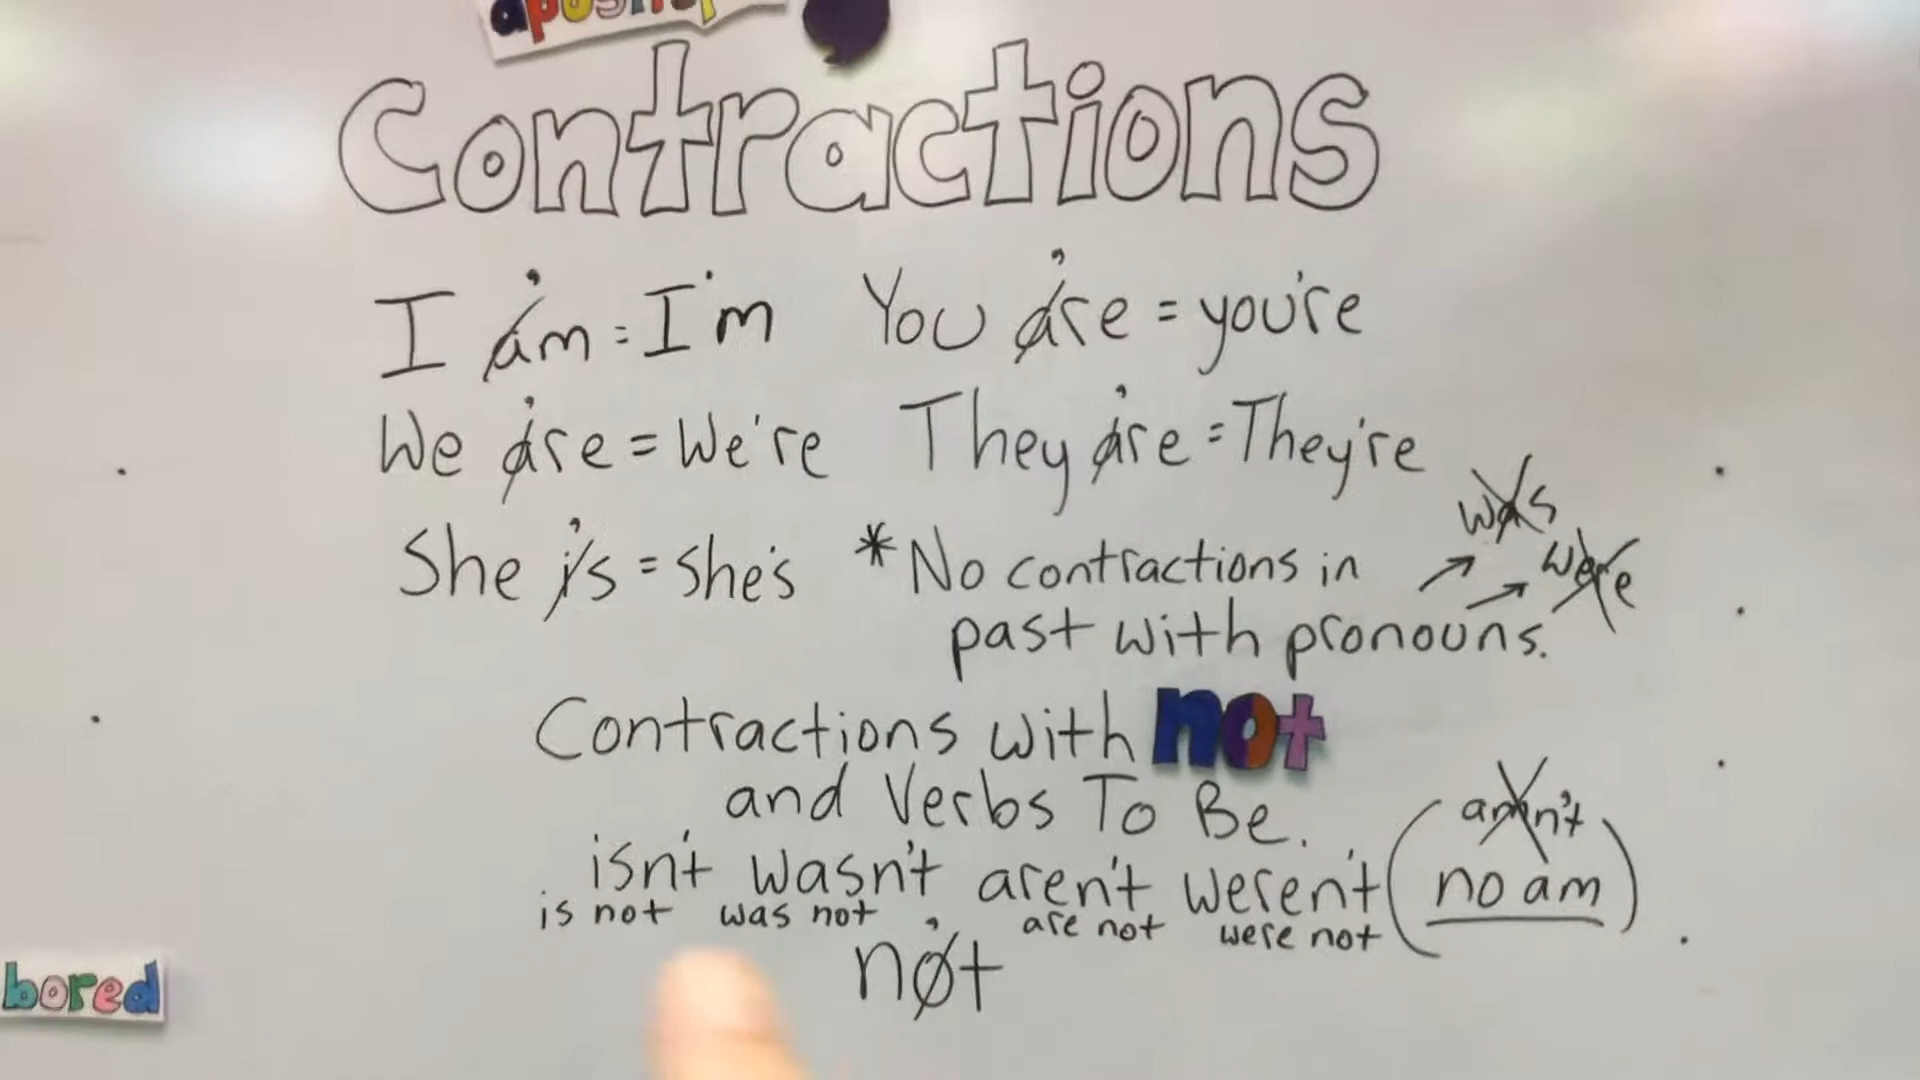 Contractions
I am = I'm You are = you're
We are = We're They are = They're
was
were
She is = she's * No contractions in
past with pronouns.
Contractions with not
and Verbs To Be.
amn't
isn't wasn't aren't weren't (no am)
is not was not are not were not
not
bored